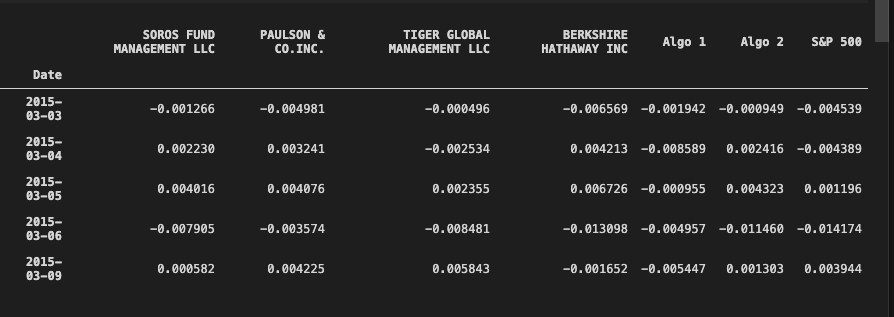 SOROS FUND MANAGEMENT LLC PAULSON & CO.INC. TIGER GLOBAL MANAGEMENT LLC BERKSHIRE HATHAWAY INC Algo 1 Algo 2 S&P 500
Date
2015-03-03 -0.001266 -0.004981 -0.000496 -0.006569 -0.001942 -0.000949 -0.004539
2015-03-04 0.002230 0.003241 -0.002534 0.004213 -0.008589 0.002416 -0.004389
2015-03-05 0.004016 0.004076 0.002355 0.006726 -0.000955 0.004323 0.001196
2015-03-06 -0.007905 -0.003574 -0.008481 -0.013098 -0.004957 -0.011460 -0.014174
2015-03-09 0.000582 0.004225 0.005843 -0.001652 -0.005447 0.001303 0.003944